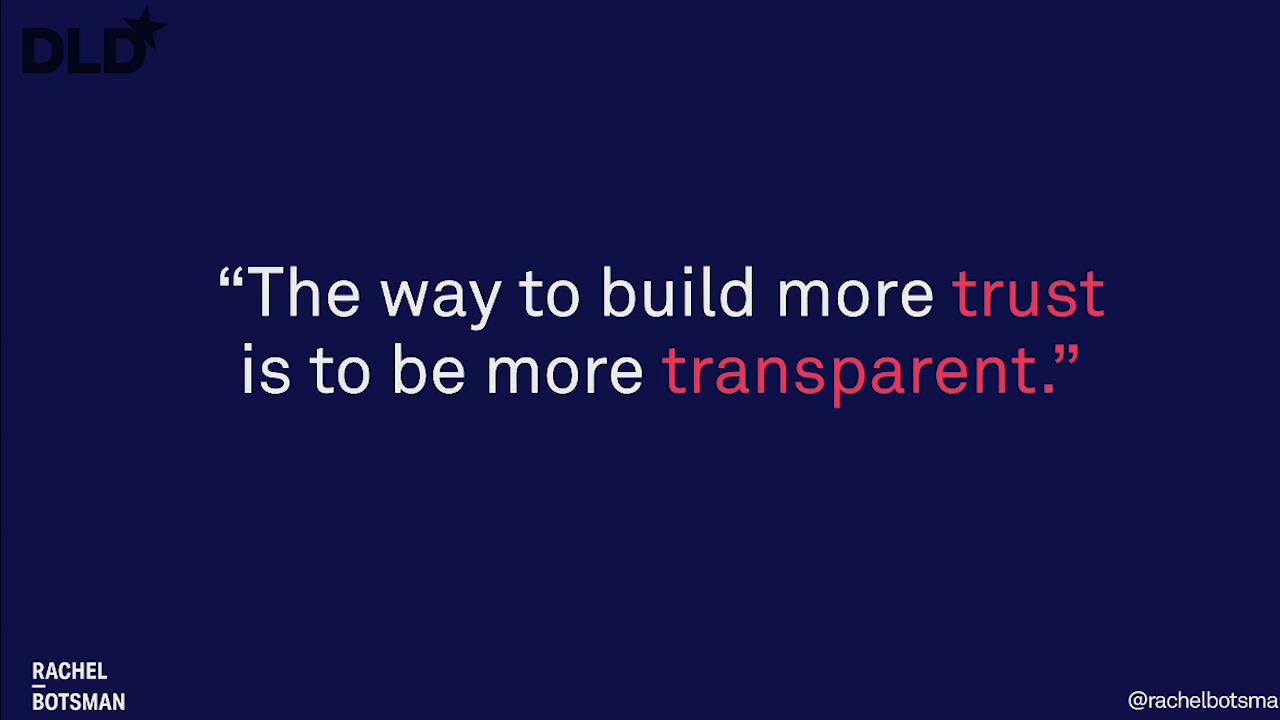 DLD
“The way to build more trust
is to be more transparent.”
RACHEL
BOTSMAN
@rachelbotsma